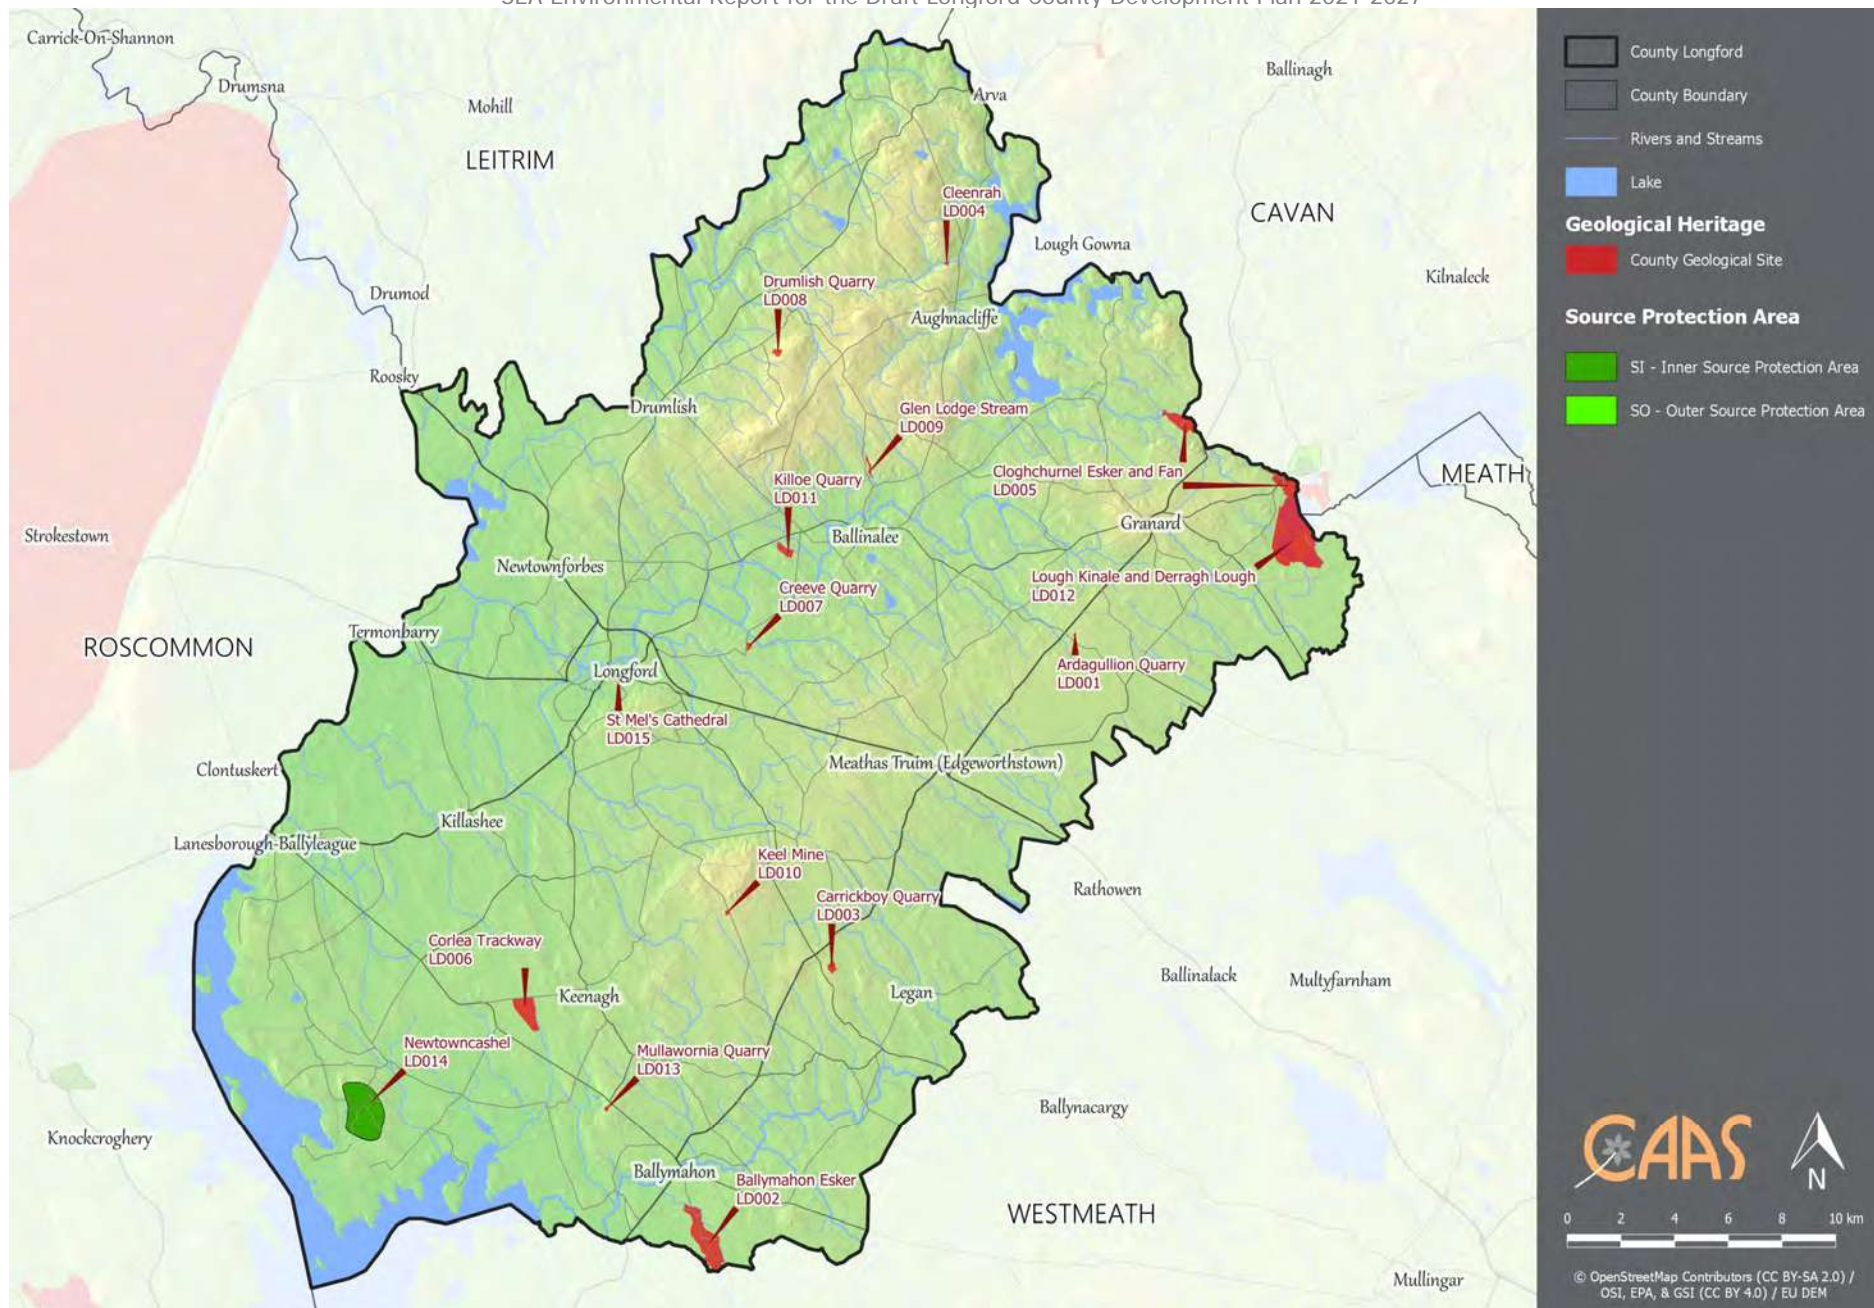 SEA Environmental Report for the Draft Longford County Development Plan 2021-2027
Carrick-On-Shannon
Drumsna
Mohill
LEITRIM
Arva
Ballinagh
CAVAN
Cleenrah
LD004
Lough Gowna
Kilnaleck
Drumod
Drumlish Quarry
LD008
Aughnacliffe
Roosky
Drumlish
Glen Lodge Stream
LD009
Cloghchurnel Esker and Fan
LD005
MEATH
Killoe Quarry
LD011
Granard
Strokestown
Ballinalee
Newtownforbes
Lough Kinale and Derragh Lough
LD012
Creeve Quarry
LD007
ROSCOMMON
Termonbarry
Longford
Ardagullion Quarry
LD001
St Mel's Cathedral
LD015
Clontuskert
Meathas Truim (Edgeworthstown)
Killashee
Lanesborough-Ballyleague
Keel Mine
LD010
Carrickboy Quarry
LD003
Rathowen
Corlea Trackway
LD006
Keenagh
Legan
Ballinalack
Multyfarnham
Newtowncashel
LD014
Mullawornia Quarry
LD013
Ballynacargy
Knockcroghery
Ballymahon
Ballymahon Esker
LD002
WESTMEATH
Mullingar
County Longford
County Boundary
Rivers and Streams
Lake
Geological Heritage
County Geological Site
Source Protection Area
SI - Inner Source Protection Area
SO - Outer Source Protection Area
CAAS
N
0 2 4 6 8 10 km
© OpenStreetMap Contributors (CC BY-SA 2.0) /
OSI, EPA, & GSI (CC BY 4.0) / EU DEM